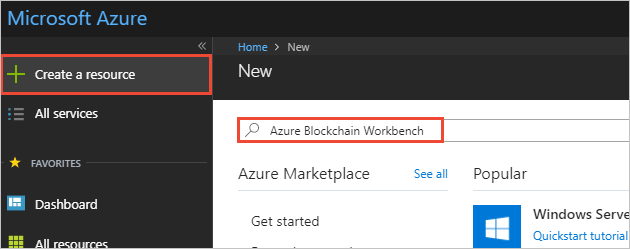 Microsoft Azure
«
Home > New
Create a resource
New
All services
Azure Blockchain Workbench
FAVORITES
Azure Marketplace
See all
Popular
Dashboard
Get started
Windows Serve
Quickstart tutorial
All resources